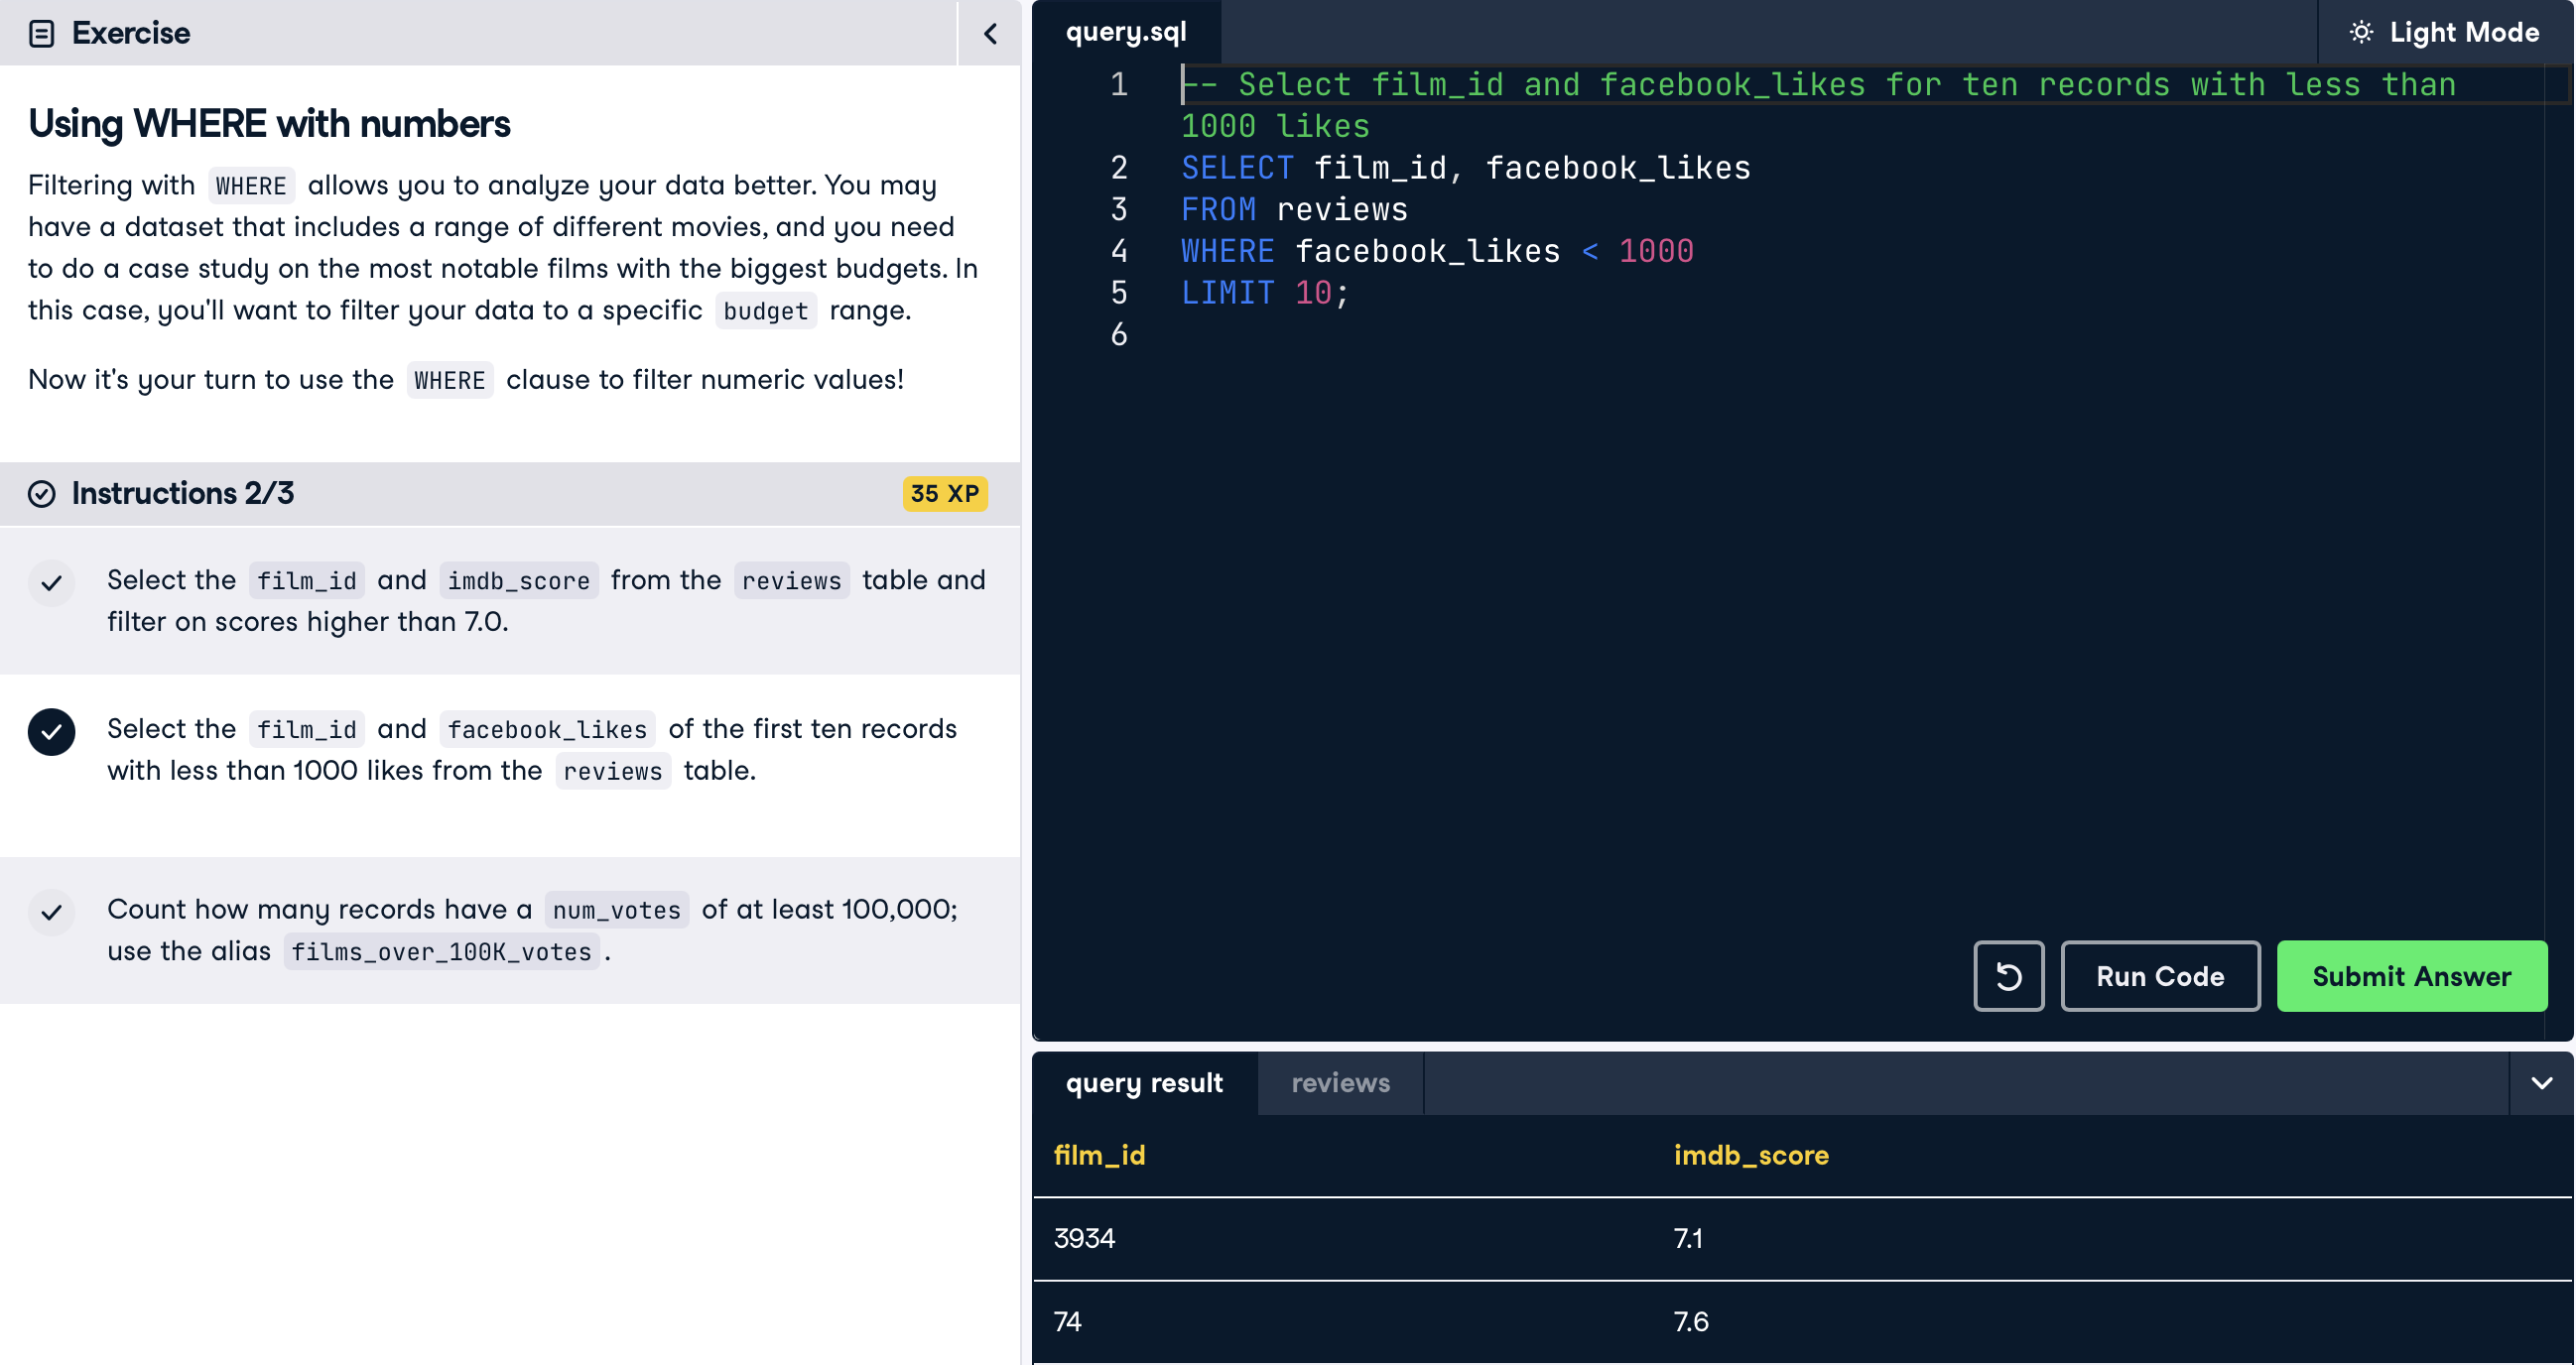 Exercise
Using WHERE with numbers
Filtering with WHERE allows you to analyze your data better. You may
have a dataset that includes a range of different movies, and you need
to do a case study on the most notable films with the biggest budgets. In
this case, you'll want to filter your data to a specific budget range.
Now it's your turn to use the WHERE clause to filter numeric values!
Instructions 2/3
35 XP
Select the film_id and imdb_score from the reviews table and
filter on scores higher than 7.0.
Select the film_id and facebook_likes of the first ten records
with less than 1000 likes from the reviews table.
Count how many records have a num_votes of at least 100,000;
use the alias films_over_100K_votes.
query.sql
Light Mode
1 -- Select film_id and facebook_likes for ten records with less than
1000 likes
2 SELECT film_id, facebook_likes
3 FROM reviews
4 WHERE facebook_likes < 1000
5 LIMIT 10;
6
Run Code
Submit Answer
query result
reviews
film_id imdb_score
3934 7.1
74 7.6